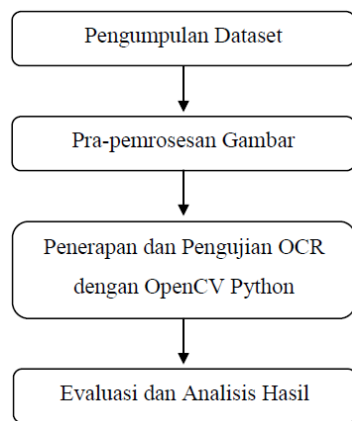 Pengumpulan Dataset
Pra-pemrosesan Gambar
Penerapan dan Pengujian OCR
dengan OpenCV Python
Evaluasi dan Analisis Hasil